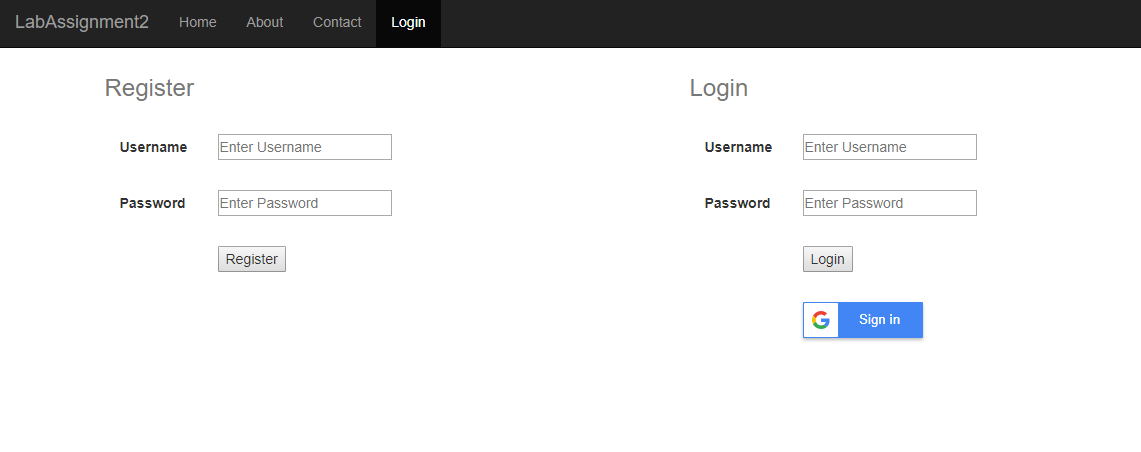 LabAssignment2 Home About Contact Login
Register
Username Enter Username
Password Enter Password
Register
Login
Username Enter Username
Password Enter Password
Login
G Sign in